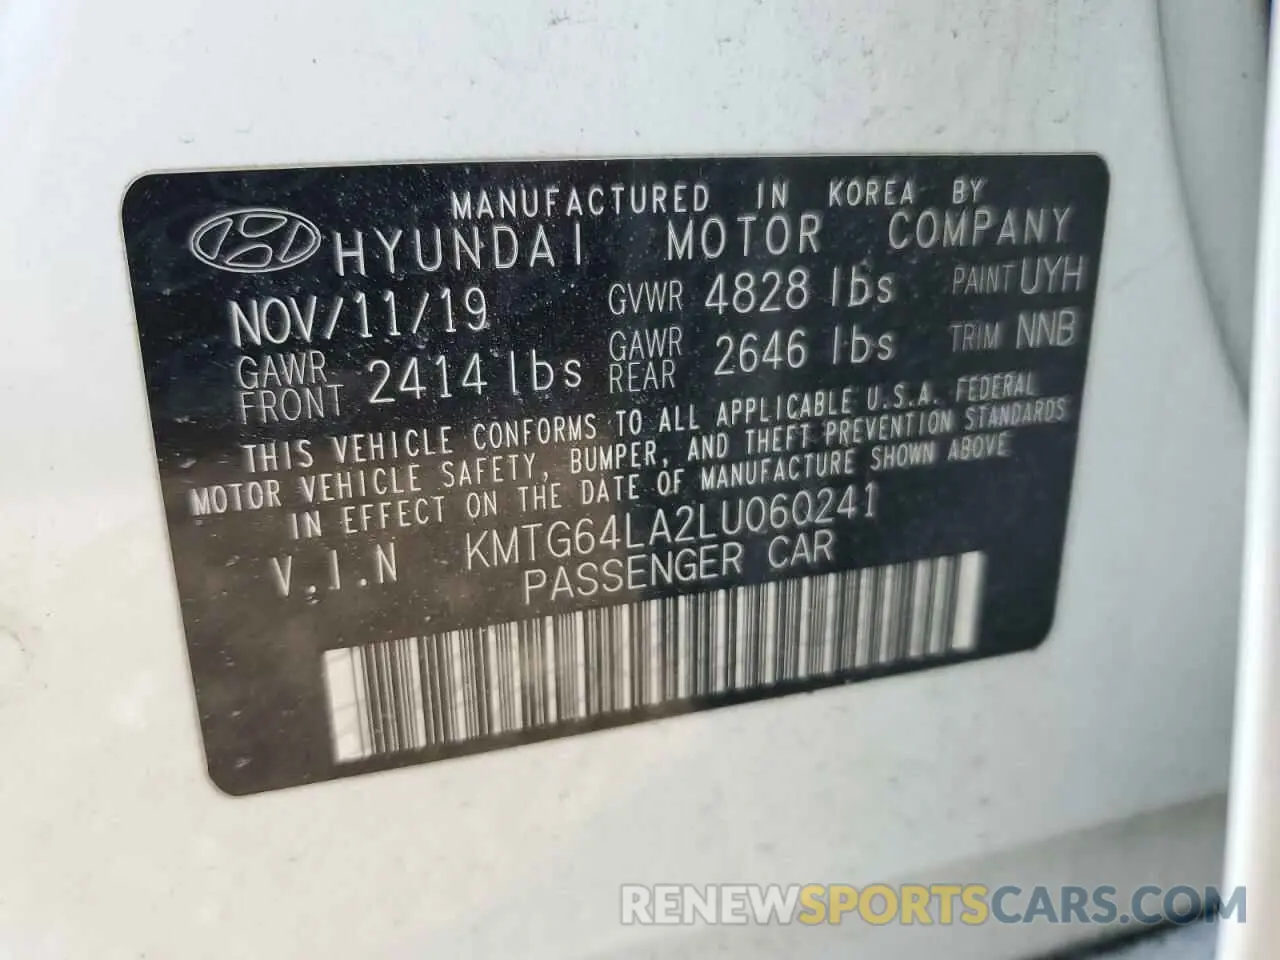 MANUFACTURED IN KOREA BY
HYUNDAI MOTOR COMPANY
NOV/11/19 GVWR 4828 lbs PAINT UYH
GAWR FRONT 2414 lbs GAWR REAR 2646 lbs TRIM NNB
THIS VEHICLE CONFORMS TO ALL APPLICABLE U.S.A. FEDERAL
MOTOR VEHICLE SAFETY, BUMPER, AND THEFT PREVENTION STANDARDS
IN EFFECT ON THE DATE OF MANUFACTURE SHOWN ABOVE
V.I.N KMTG64LA2LU060241
PASSENGER CAR
RENEWSPORTSCARS.COM